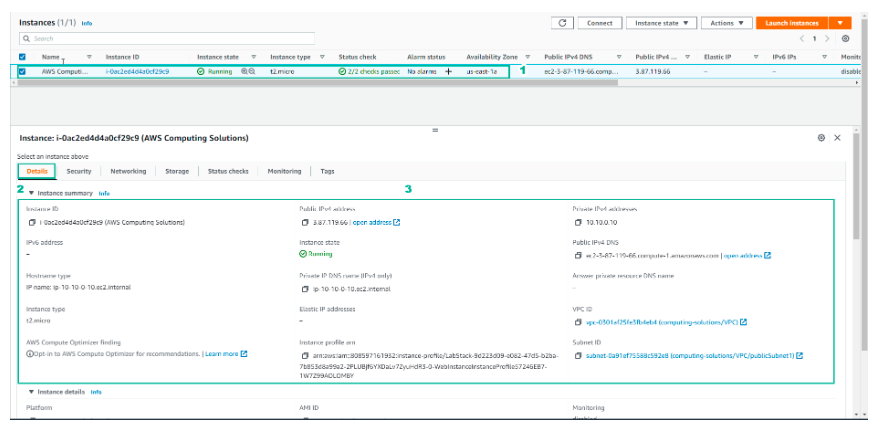 Instances (1/1) Info
Connect Instance state ▼ Actions ▼ Launch instances ▼
Search
< 1 >
Name Instance ID Instance state Instance type Status check Alarm status Availability Zone Public IPv4 DNS Public IPv4 ... Elastic IP IPv6 IPs Monito
AWS Computi... i-0ac2ed4d4a0cf29c9 Running t2.micro 2/2 checks passec No alarms + us-east-1a ec2-3-87-119-66.comp... 3.87.119.66 – – disable
1
Instance: i-0ac2ed4d4a0cf29c9 (AWS Computing Solutions)
Select an instance above
Details Security Networking Storage Status checks Monitoring Tags
2 3
▼ Instance summary Info
Instance ID Public IPv4 address Private IPv4 addresses
i-0ac2ed4d4a0cf29c9 (AWS Computing Solutions) 3.87.119.66 | open address 10.10.0.10
IPv6 address Instance state Public IPv4 DNS
– Running ec2-3-87-119-66.compute-1.amazonaws.com | open address
Hostname type Private IP DNS name (IPv4 only) Answer private resource DNS name
IP name: ip-10-10-0-10.ec2.internal ip-10-10-0-10.ec2.internal –
Instance type Elastic IP addresses VPC ID
t2.micro – vpc-0301af25fe3fb4eb4 (computing-solutions/VPC)
AWS Compute Optimizer finding Instance profile arn Subnet ID
Opt-in to AWS Compute Optimizer for recommendations. | Learn more arn:aws:iam::808597161932:instance-profile/LabStack-9d223d09-e082-47d5-b2ba- subnet-0a91ef75588c592e8 (computing-solutions/VPC/publicSubnet1)
▼ Instance details Info
Platform AMI ID Monitoring
disabled